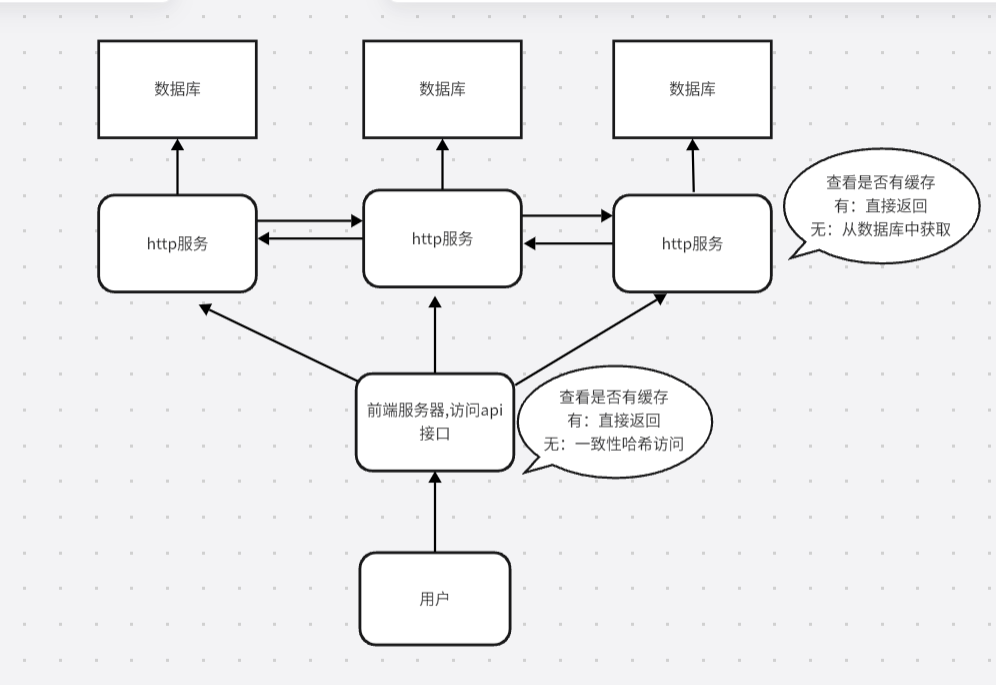 数据库
数据库
数据库
http服务
http服务
http服务
查看是否有缓存
有：直接返回
无：从数据库中获取
前端服务器,访问api
接口
查看是否有缓存
有：直接返回
无：一致性哈希访问
用户